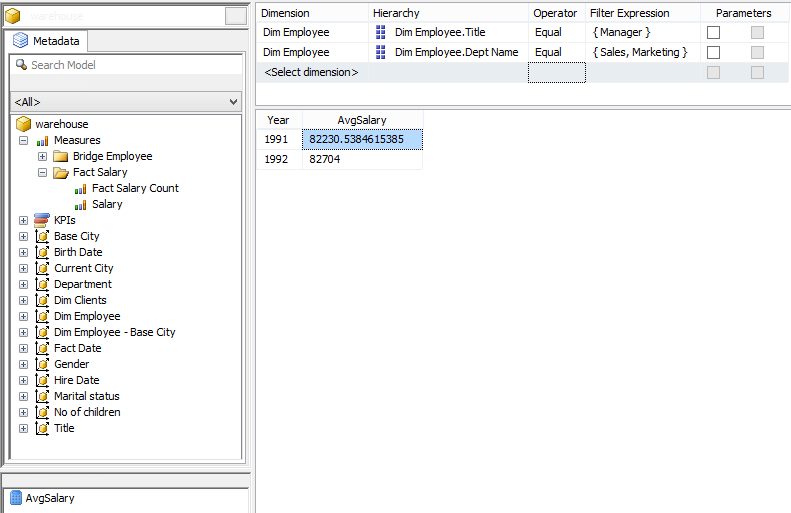 warehouse
Metadata
Search Model
<All>
warehouse
Measures
Bridge Employee
Fact Salary
Fact Salary Count
Salary
KPIs
Base City
Birth Date
Current City
Department
Dim Clients
Dim Employee
Dim Employee - Base City
Fact Date
Gender
Hire Date
Marital status
No of children
Title
AvgSalary
Dimension Hierarchy Operator Filter Expression Parameters
Dim Employee Dim Employee.Title Equal { Manager }
Dim Employee Dim Employee.Dept Name Equal { Sales, Marketing }
<Select dimension>
Year AvgSalary
1991 82230.5384615385
1992 82704